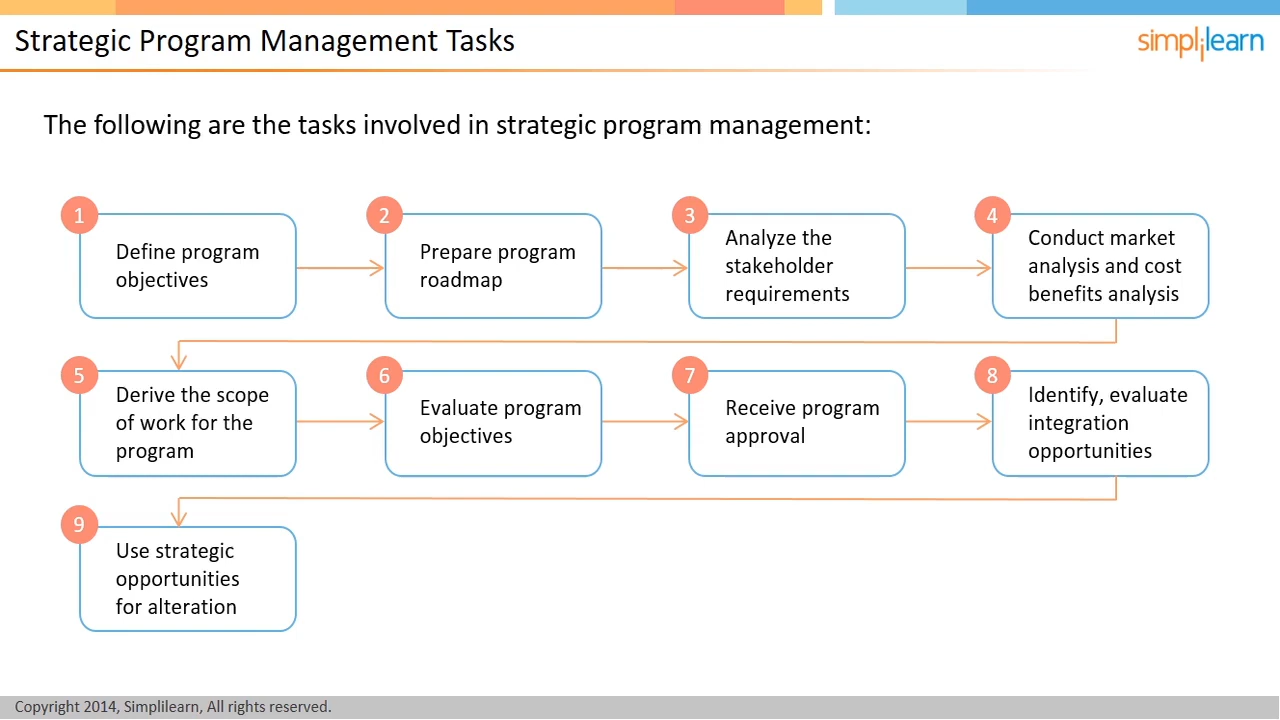 Strategic Program Management Tasks
simplilearn
The following are the tasks involved in strategic program management:
1
Define program
objectives
2
Prepare program
roadmap
3
Analyze the
stakeholder
requirements
4
Conduct market
analysis and cost
benefits analysis
5
Derive the scope
of work for the
program
6
Evaluate program
objectives
7
Receive program
approval
8
Identify, evaluate
integration
opportunities
9
Use strategic
opportunities
for alteration
Copyright 2014, Simplilearn, All rights reserved.